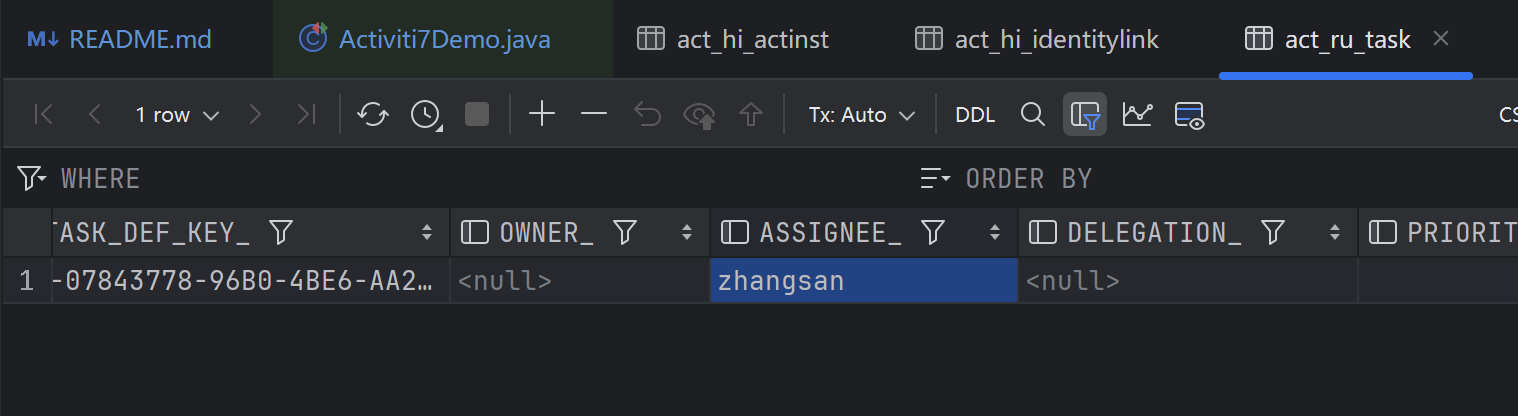 M↓ README.md Activiti7Demo.java act_hi_actinst act_hi_identitylink act_ru_task
1 row Tx: Auto DDL CS
WHERE ORDER BY
TASK_DEF_KEY_ OWNER_ ASSIGNEE_ DELEGATION_ PRIORIT
1 -07843778-96B0-4BE6-AA2… <null> zhangsan <null>